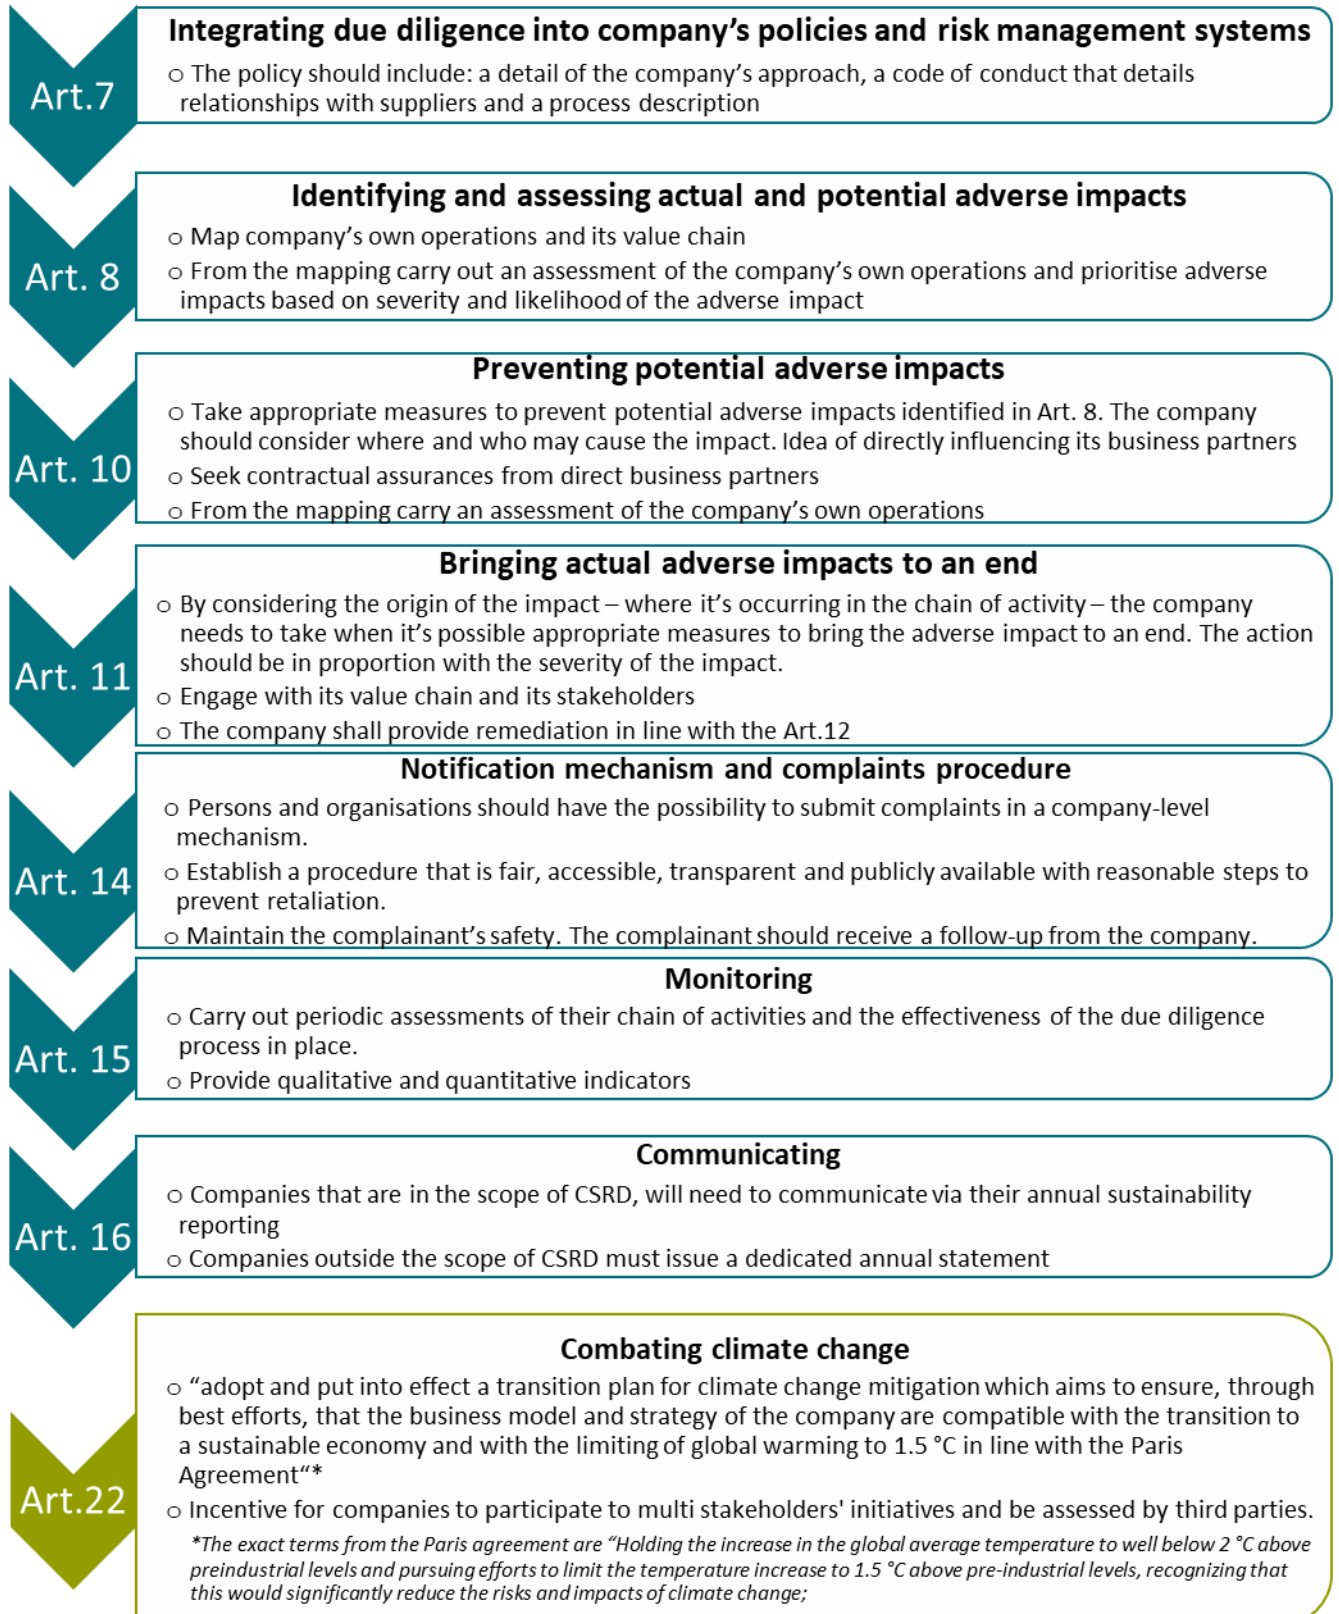 Integrating due diligence into company’s policies and risk management systems
Art.7
o The policy should include: a detail of the company’s approach, a code of conduct that details
relationships with suppliers and a process description
Identifying and assessing actual and potential adverse impacts
Art. 8
o Map company’s own operations and its value chain
o From the mapping carry out an assessment of the company’s own operations and prioritise adverse
impacts based on severity and likelihood of the adverse impact
Preventing potential adverse impacts
Art. 10
o Take appropriate measures to prevent potential adverse impacts identified in Art. 8. The company
should consider where and who may cause the impact. Idea of directly influencing its business partners
o Seek contractual assurances from direct business partners
o From the mapping carry an assessment of the company’s own operations
Bringing actual adverse impacts to an end
Art. 11
o By considering the origin of the impact – where it’s occurring in the chain of activity – the company
needs to take when it’s possible appropriate measures to bring the adverse impact to an end. The action
should be in proportion with the severity of the impact.
o Engage with its value chain and its stakeholders
o The company shall provide remediation in line with the Art.12
Notification mechanism and complaints procedure
Art. 14
o Persons and organisations should have the possibility to submit complaints in a company-level
mechanism.
o Establish a procedure that is fair, accessible, transparent and publicly available with reasonable steps to
prevent retaliation.
o Maintain the complainant’s safety. The complainant should receive a follow-up from the company.
Monitoring
Art. 15
o Carry out periodic assessments of their chain of activities and the effectiveness of the due diligence
process in place.
o Provide qualitative and quantitative indicators
Communicating
Art. 16
o Companies that are in the scope of CSRD, will need to communicate via their annual sustainability
reporting
o Companies outside the scope of CSRD must issue a dedicated annual statement
Combating climate change
Art.22
o “adopt and put into effect a transition plan for climate change mitigation which aims to ensure, through
best efforts, that the business model and strategy of the company are compatible with the transition to
a sustainable economy and with the limiting of global warming to 1.5 °C in line with the Paris
Agreement“*
o Incentive for companies to participate to multi stakeholders' initiatives and be assessed by third parties.
*The exact terms from the Paris agreement are “Holding the increase in the global average temperature to well below 2 °C above
preindustrial levels and pursuing efforts to limit the temperature increase to 1.5 °C above pre-industrial levels, recognizing that
this would significantly reduce the risks and impacts of climate change;